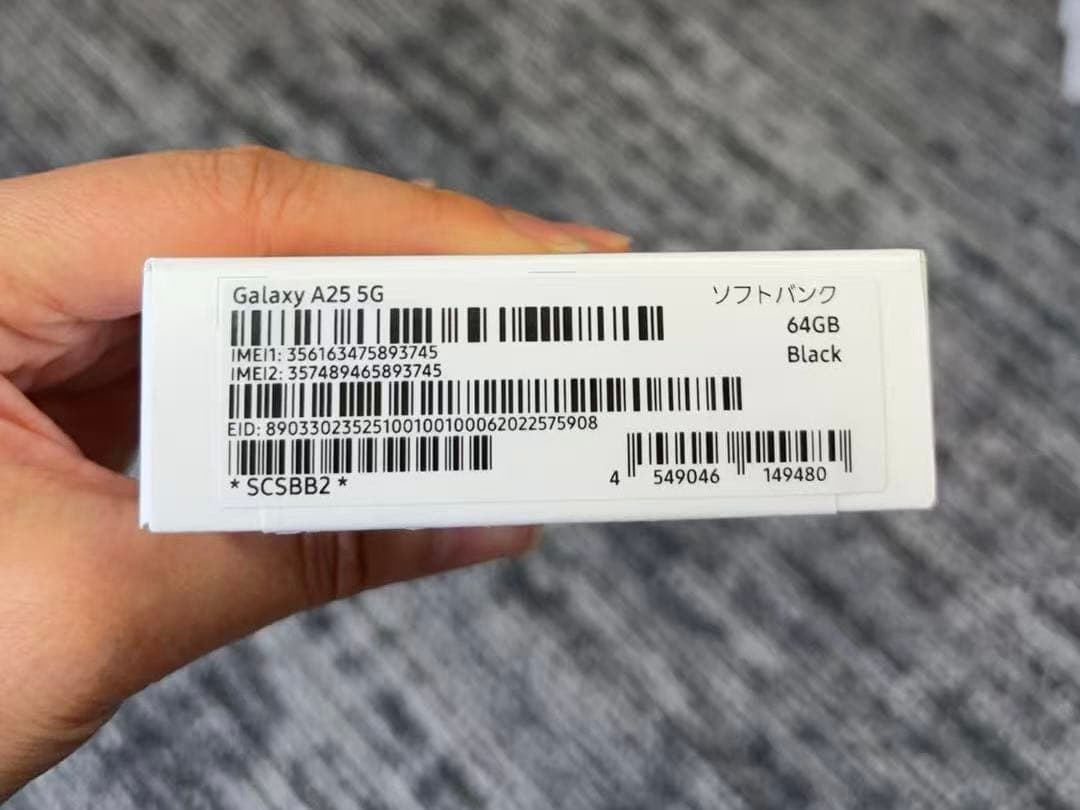 Galaxy A25 5G
ソフトバンク
64GB
Black
IMEI1: 356163475893745
IMEI2: 357489465893745
EID: 89033023525100100100062022575908
* SCSBB2 *
4 549046 149480